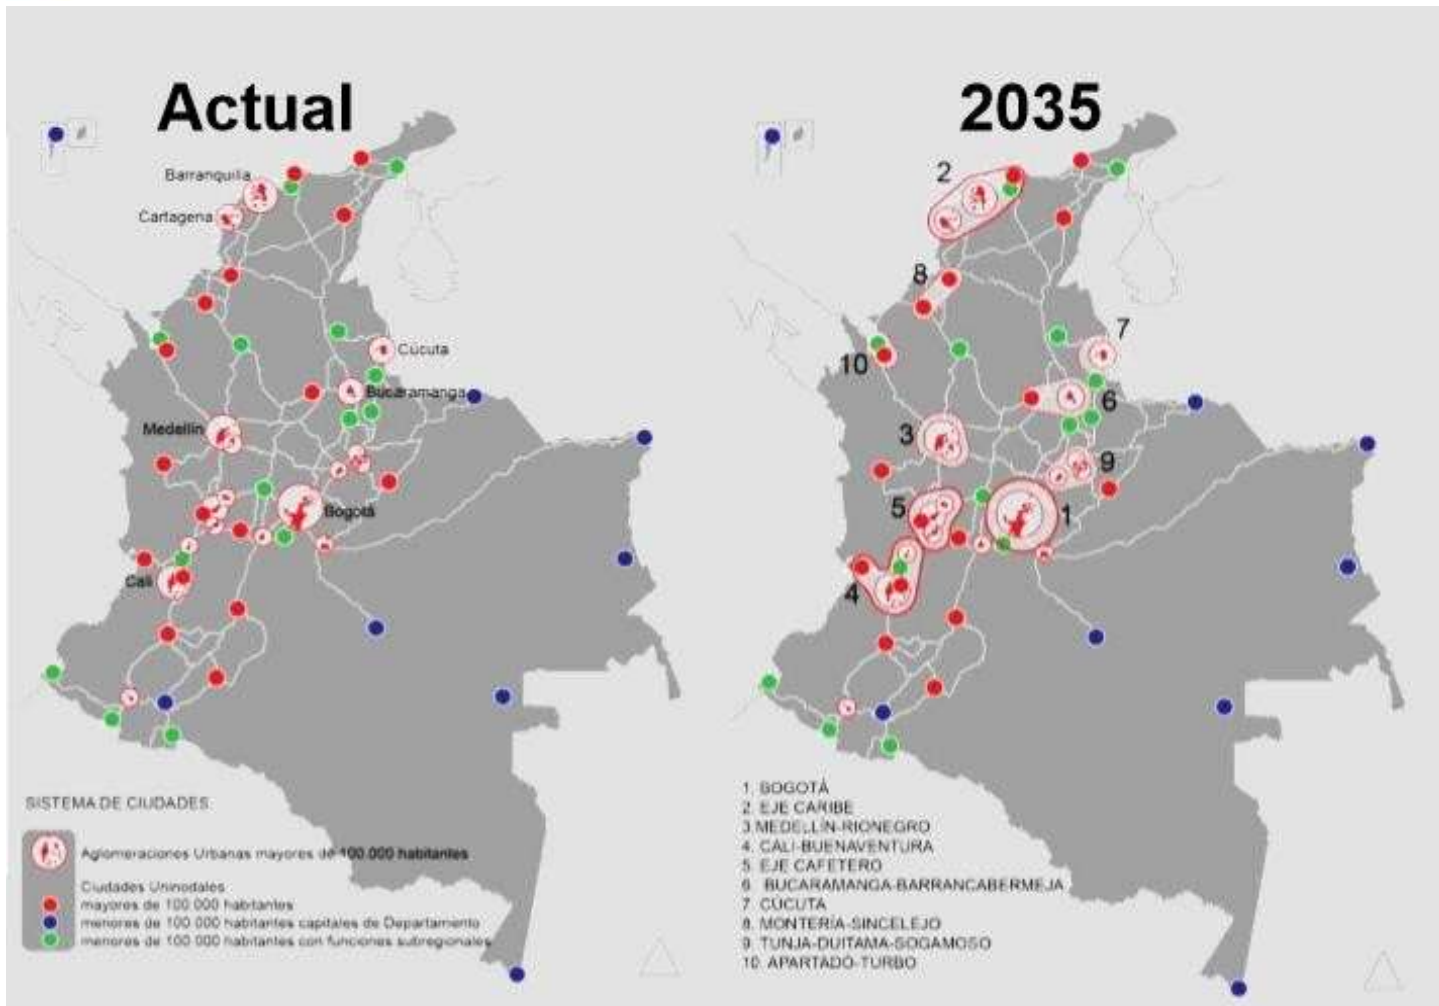 Actual
Barranquilla
Cartagena
Cúcuta
Bucaramanga
Medellín
Bogotá
Cali
SISTEMA DE CIUDADES
Aglomeraciones Urbanas mayores de 100.000 habitantes
Ciudades Uninodales
mayores de 100 000 habitantes
menores de 100 000 habitantes capitales de Departamento
menores de 100 000 habitantes con funciones subregionales
2035
2
8
7
10
6
3
9
5
1
4
1. BOGOTÁ
2. EJE CARIBE
3.MEDELLÍN-RIONEGRO
4. CALI-BUENAVENTURA
5. EJE CAFETERO
6. BUCARAMANGA-BARRANCABERMEJA
7. CÚCUTA
8. MONTERÍA-SINCELEJO
9. TUNJA-DUITAMA-SOGAMOSO
10. APARTADÓ-TURBO